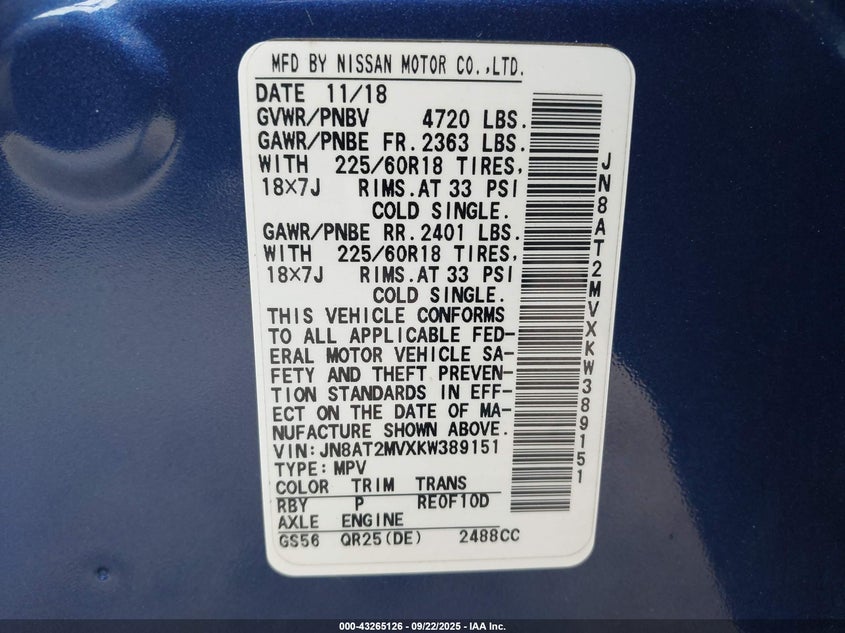 MFD BY NISSAN MOTOR CO.,LTD.
DATE 11/18
GVWR/PNBV 4720 LBS.
GAWR/PNBE FR. 2363 LBS.
WITH 225/60R18 TIRES,
18×7J RIMS.AT 33 PSI
COLD SINGLE.
GAWR/PNBE RR. 2401 LBS.
WITH 225/60R18 TIRES,
18×7J RIMS.AT 33 PSI
COLD SINGLE.
THIS VEHICLE CONFORMS
TO ALL APPLICABLE FED-
ERAL MOTOR VEHICLE SA-
FETY AND THEFT PREVEN-
TION STANDARDS IN EFF-
ECT ON THE DATE OF MA-
NUFACTURE SHOWN ABOVE.
VIN:JN8AT2MVXKW389151
TYPE:MPV
COLOR TRIM TRANS
RBY P RE0F10D
AXLE ENGINE
GS56 QR25(DE) 2488CC
JN8AT2MVXKW389151
000-43265126 - 09/22/2025 - IAA Inc.